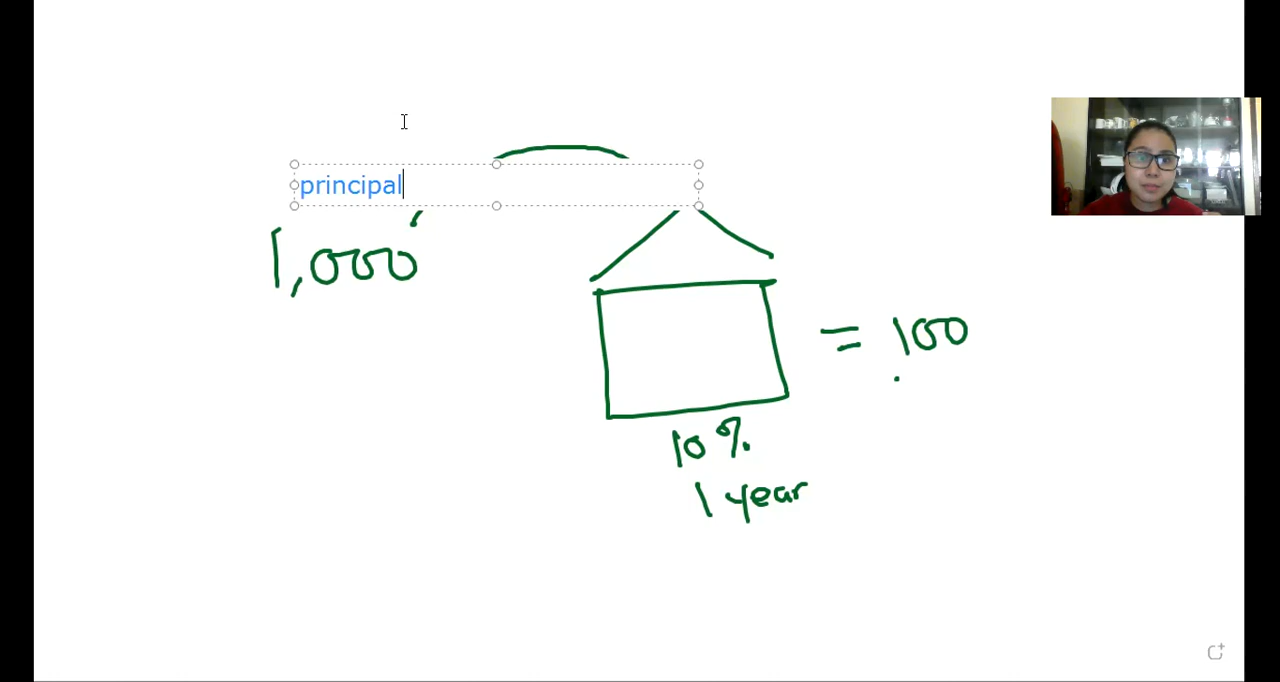 principal
1,000
= 100
10%
1 year